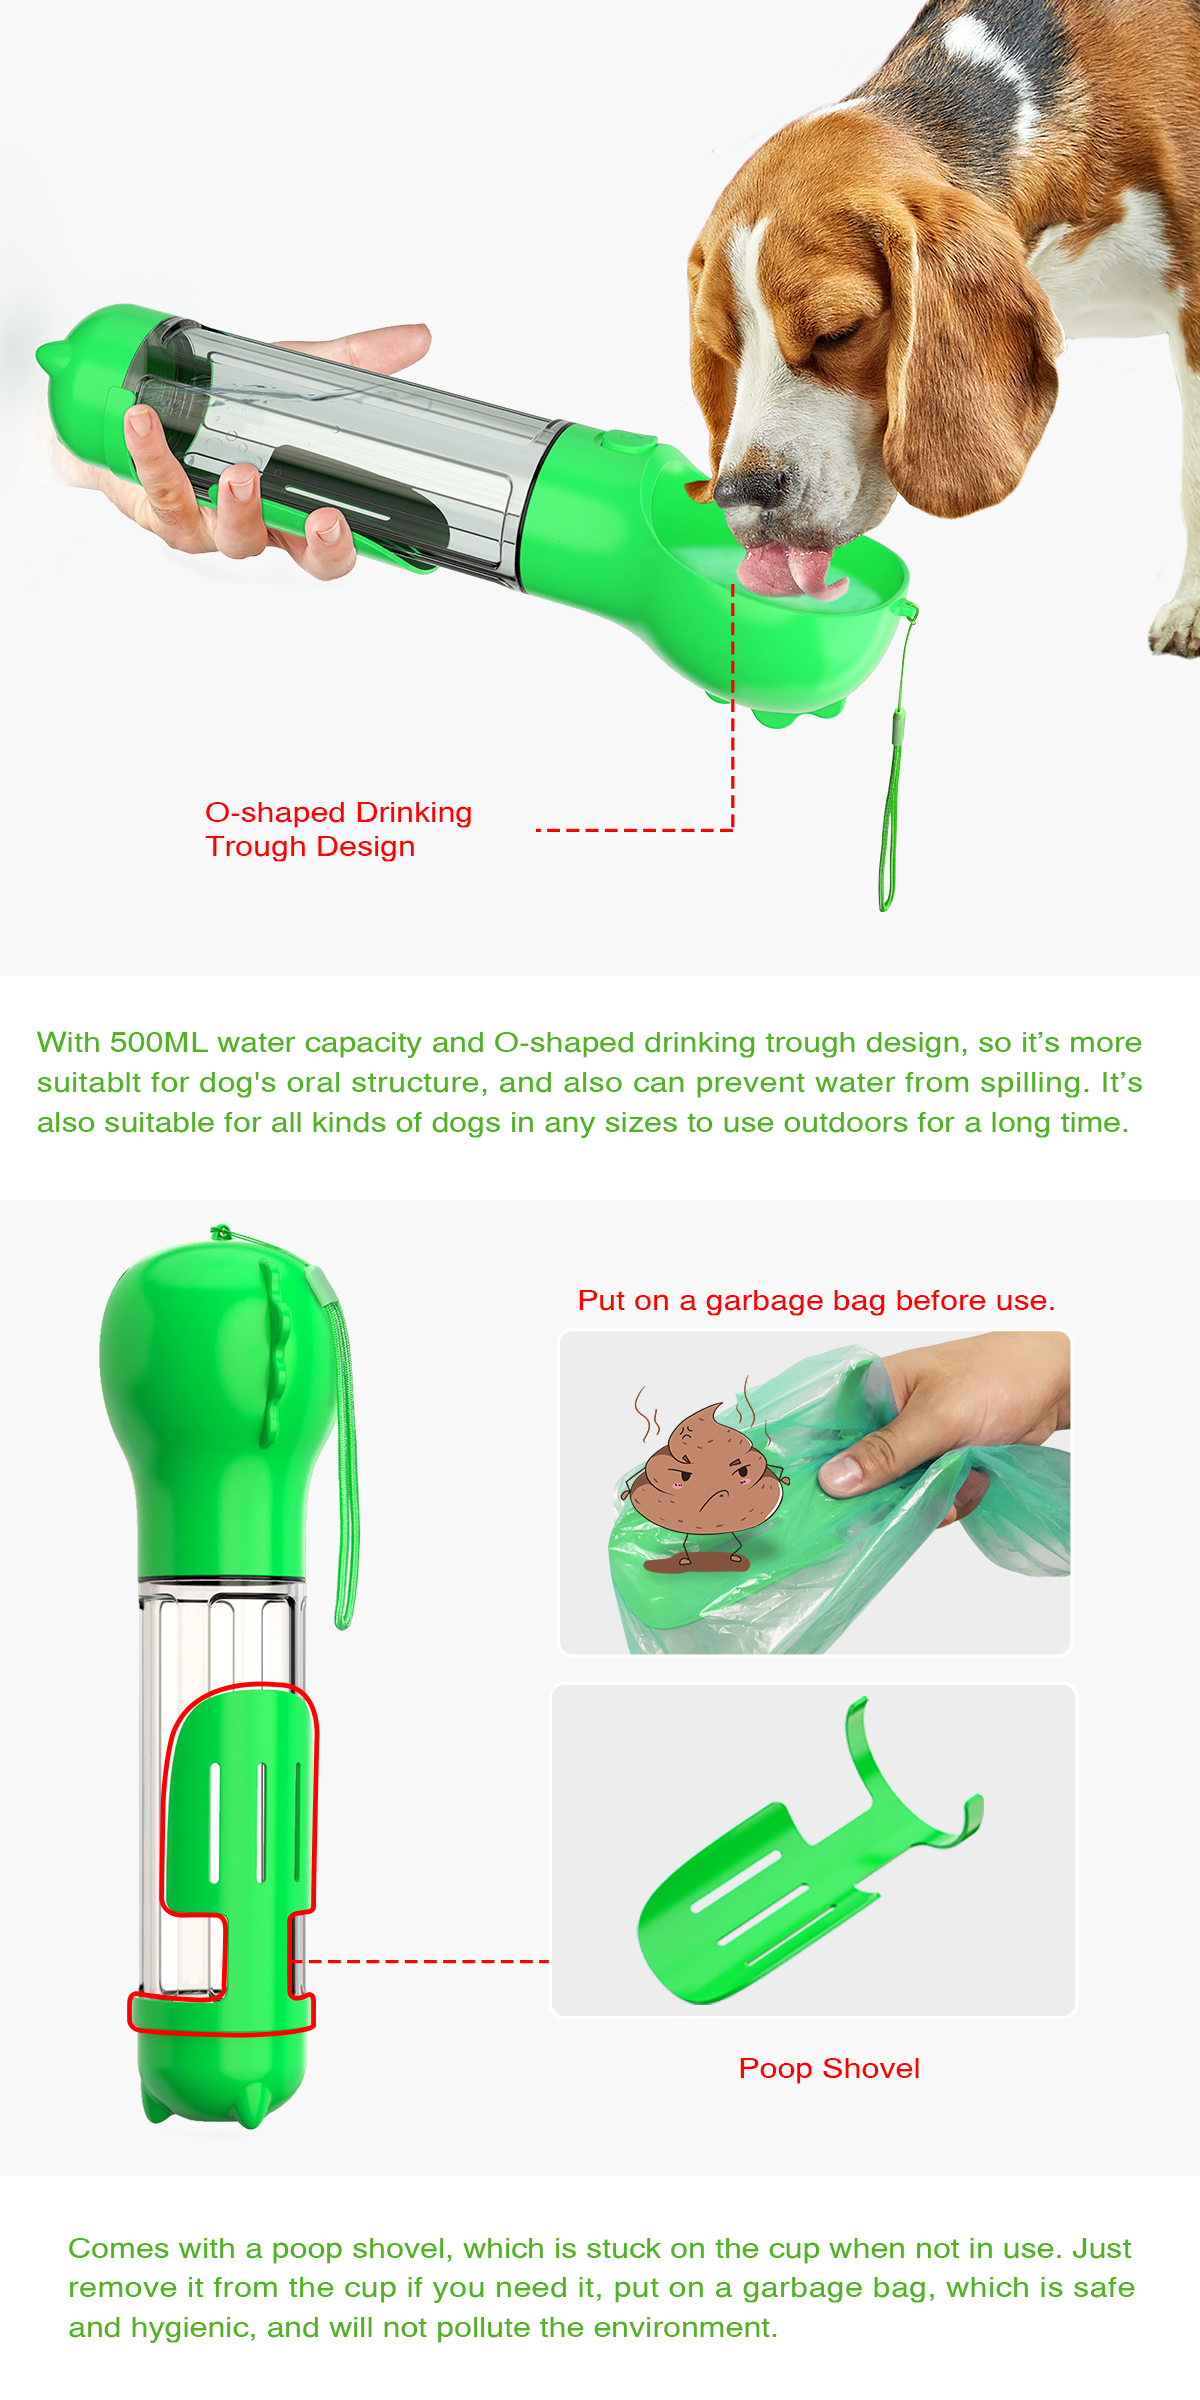 O-shaped Drinking
Trough Design
With 500ML water capacity and O-shaped drinking trough design, so it’s more
suitablt for dog's oral structure, and also can prevent water from spilling. It’s
also suitable for all kinds of dogs in any sizes to use outdoors for a long time.
Put on a garbage bag before use.
Poop Shovel
Comes with a poop shovel, which is stuck on the cup when not in use. Just
remove it from the cup if you need it, put on a garbage bag, which is safe
and hygienic, and will not pollute the environment.